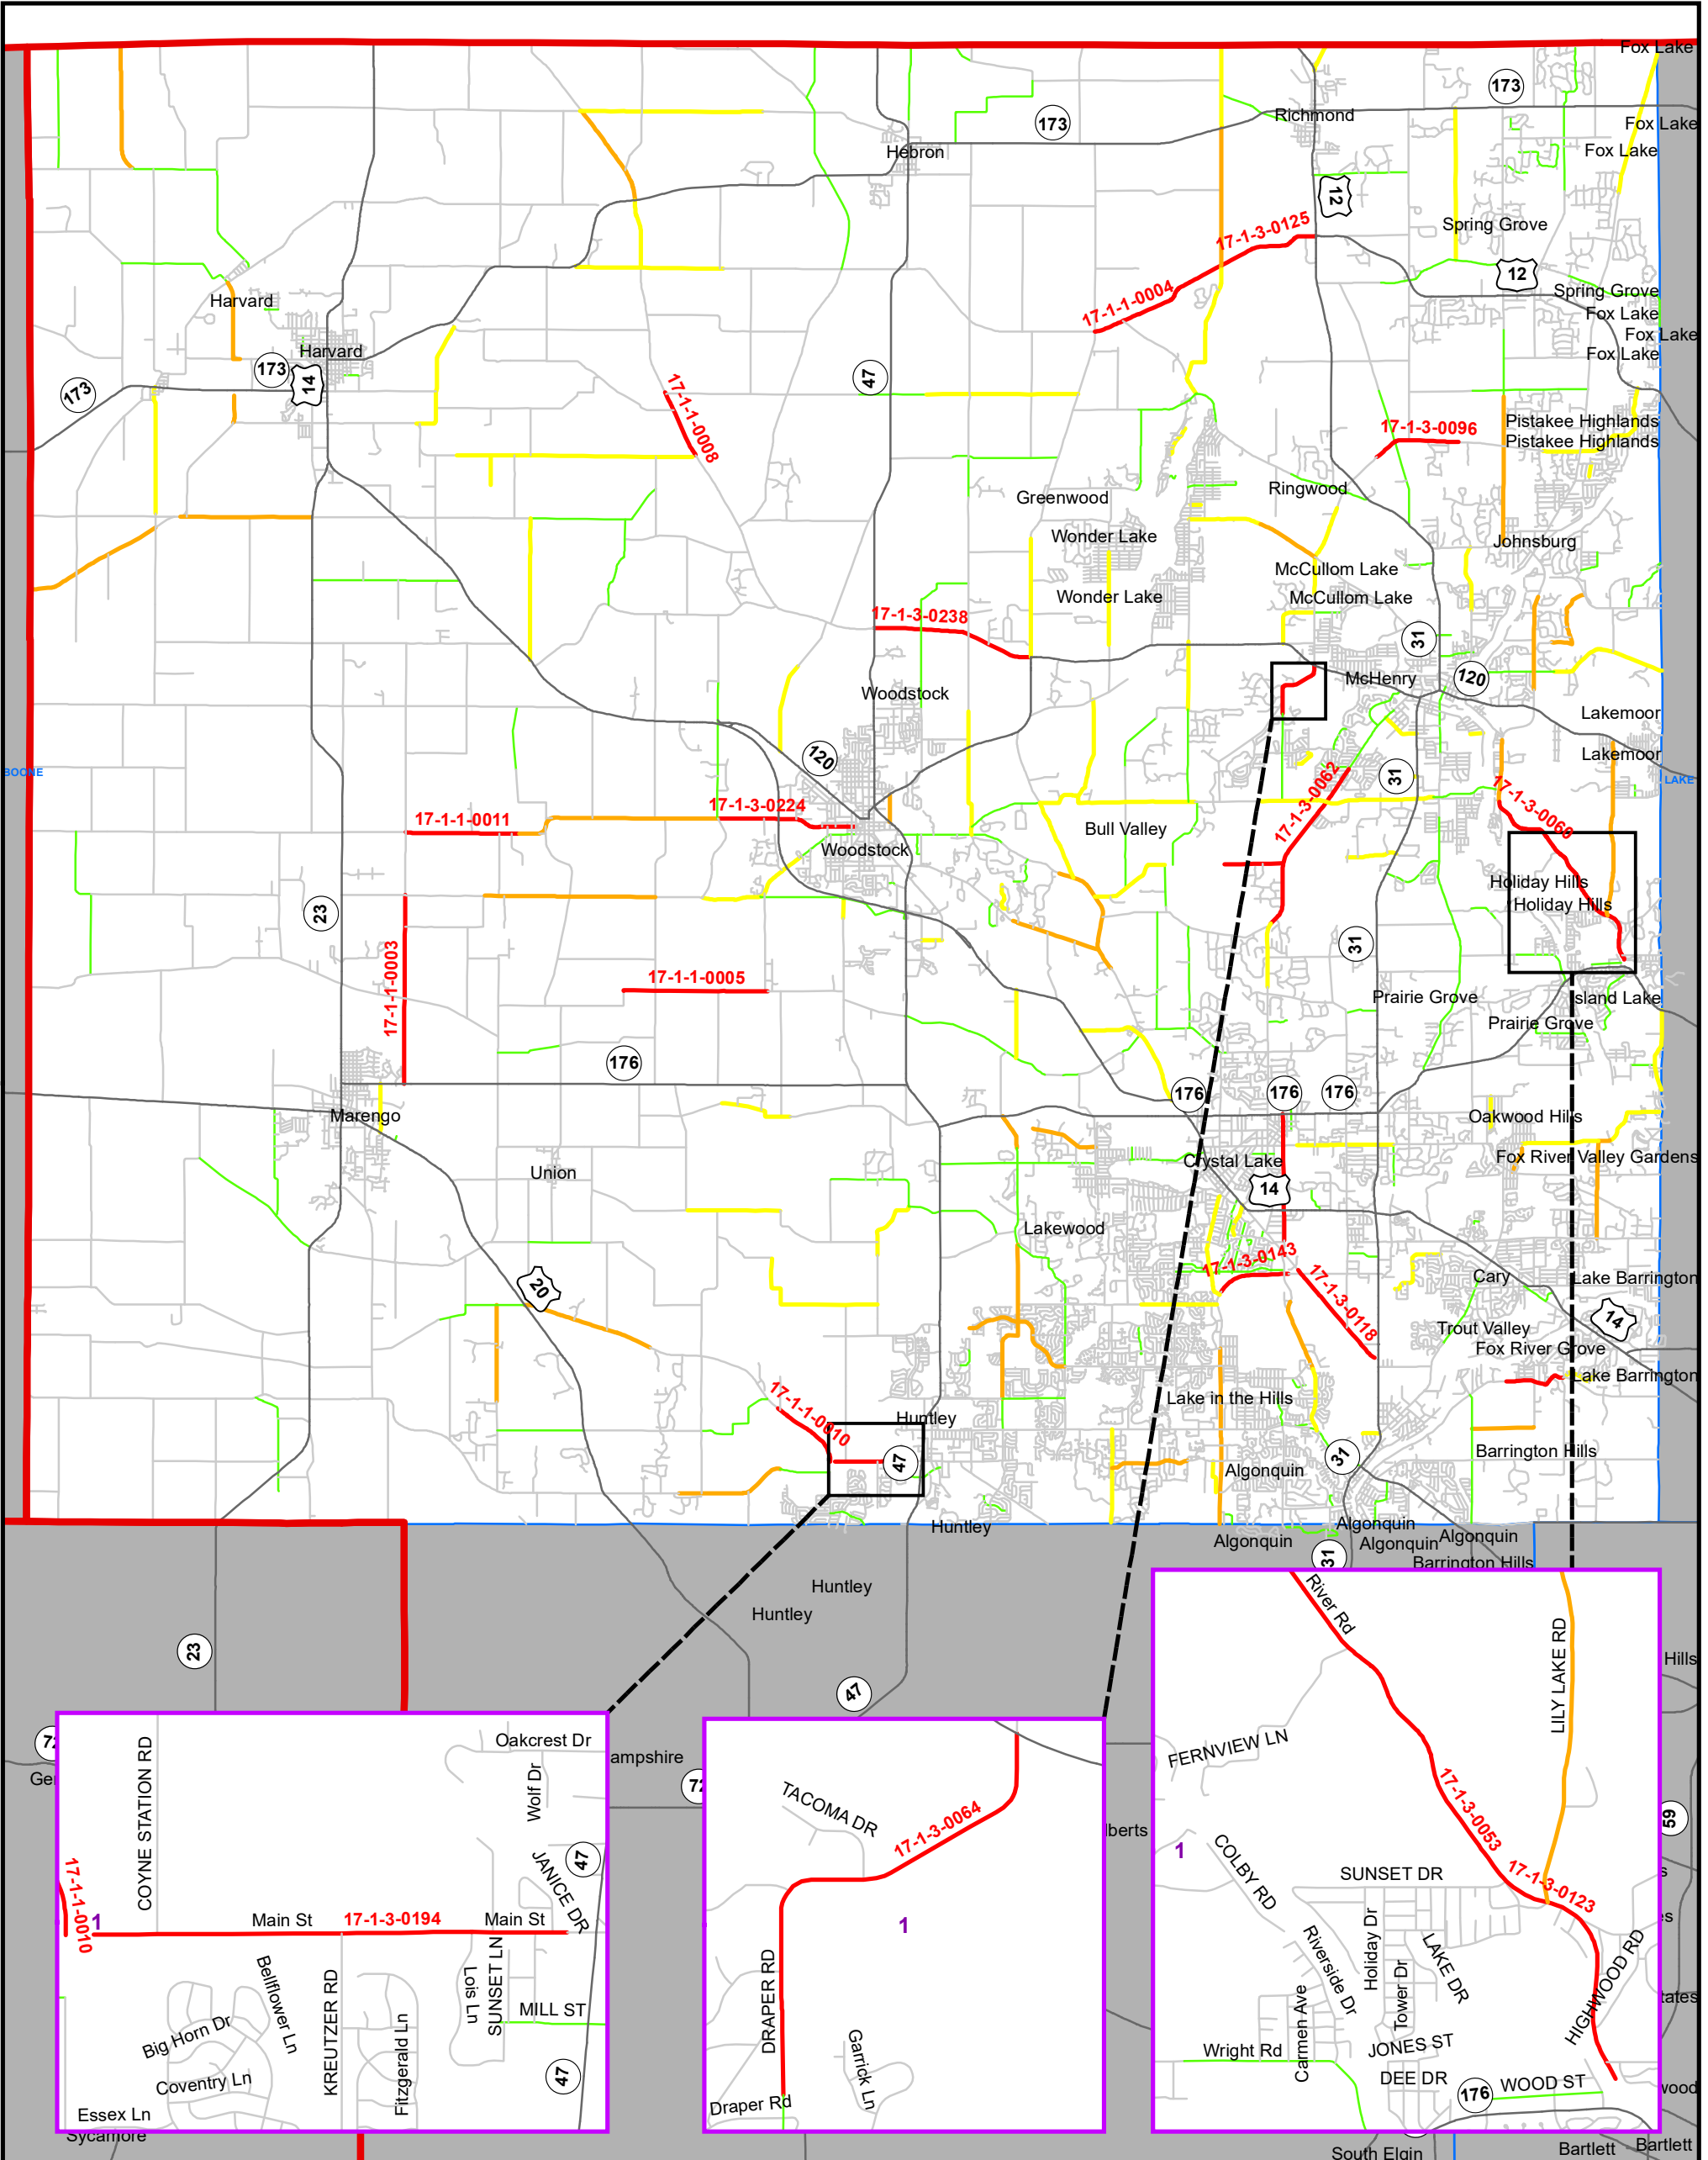 Fox Lake
173
Richmond
173
Fox Lake
Hebron
Fox Lake
12
17-1-3-0125
Spring Grove
12
17-1-1-0004
Spring Grove
Harvard
Fox Lake
Fox Lake
Harvard
Fox Lake
173
14
173
47
17-1-1-0008
17-1-3-0096
Pistakee Highlands
Pistakee Highlands
Ringwood
Greenwood
Wonder Lake
Johnsburg
McCullom Lake
Wonder Lake
McCullom Lake
17-1-3-0238
31
McHenry
120
Woodstock
Lakemoor
120
Lakemoor
BOONE
31
LAKE
17-1-3-0062
17-1-3-0060
17-1-1-0011
17-1-3-0224
Bull Valley
Woodstock
Holiday Hills
Holiday Hills
23
31
17-1-1-0003
17-1-1-0005
Prairie Grove
Island Lake
Prairie Grove
176
176
176
176
Marengo
Oakwood Hills
Fox River Valley Gardens
Crystal Lake
Union
14
Lakewood
17-1-3-0143
Cary
Lake Barrington
20
17-1-3-0118
14
Trout Valley
Fox River Grove
Lake Barrington
Lake in the Hills
17-1-1-0010
Huntley
Barrington Hills
47
31
Algonquin
Huntley
Algonquin
Algonquin
Algonquin
Algonquin
Barrington Hills
31
Huntley
Huntley
23
47
Hills
72
Ge
ampshire
72
lberts
59
s
es
tates
wood
COYNE STATION RD
Oakcrest Dr
Wolf Dr
47
JANICE DR
17-1-1-0010
1
Main St
17-1-3-0194
Main St
Bellflower Ln
KREUTZER RD
Lois Ln
SUNSET LN
MILL ST
Big Horn Dr
Fitzgerald Ln
Coventry Ln
47
Essex Ln
Sycamore
TACOMA DR
17-1-3-0064
1
DRAPER RD
Garrick Ln
Draper Rd
River Rd
LILY LAKE RD
FERNVIEW LN
17-1-3-0053
1
COLBY RD
SUNSET DR
17-1-3-0123
Holiday Dr
LAKE DR
Riverside Dr
Tower Dr
HIGHWOOD RD
Carmen Ave
JONES ST
Wright Rd
DEE DR
176
WOOD ST
South Elgin
Bartlett
Bartlett